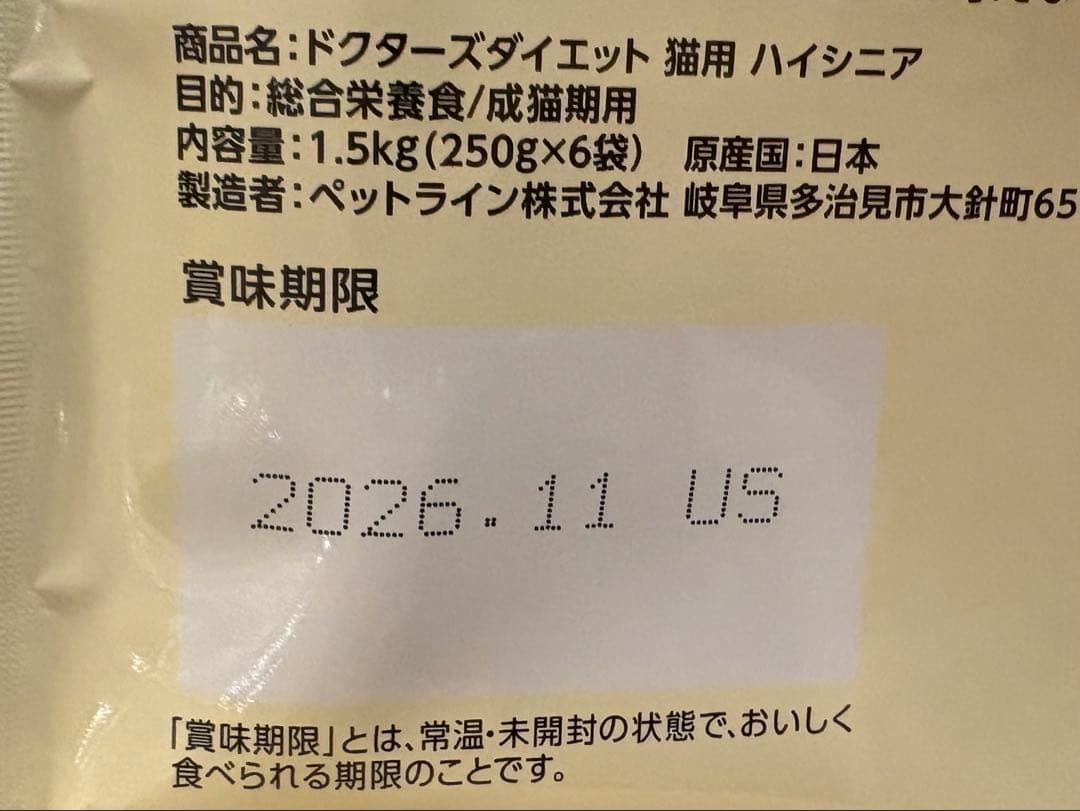 商品名:ドクターズダイエット 猫用 ハイシニア
目的:総合栄養食/成猫期用
内容量:1.5kg(250g×6袋) 原産国:日本
製造者:ペットライン株式会社 岐阜県多治見市大針町65
賞味期限
2026.11 US
「賞味期限」とは、常温・未開封の状態で、おいしく
食べられる期限のことです。